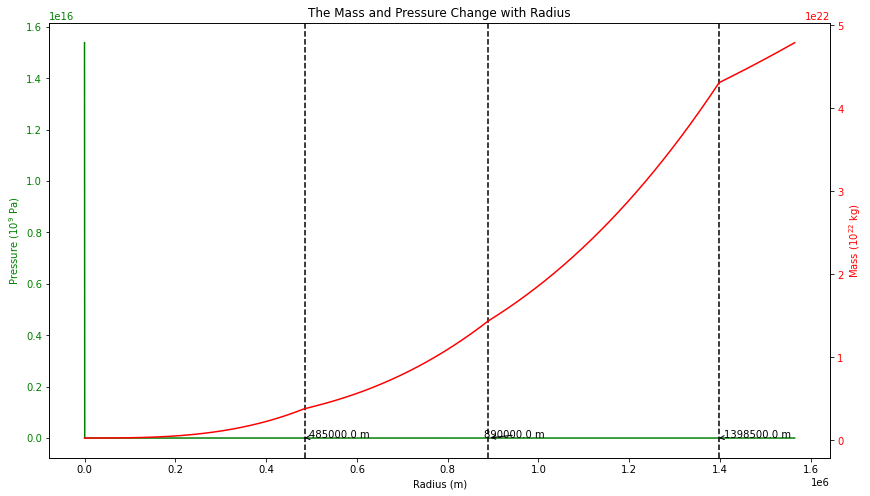 The Mass and Pressure Change with Radius
1e16
1e22
1.6
1.4
1.2
1.0
0.8
0.6
0.4
0.2
0.0
Pressure (10⁹ Pa)
5
4
3
2
1
0
Mass (10²² kg)
485000.0 m
890000.0 m
1398500.0 m
0.0 0.2 0.4 0.6 0.8 1.0 1.2 1.4 1.6
1e6
Radius (m)